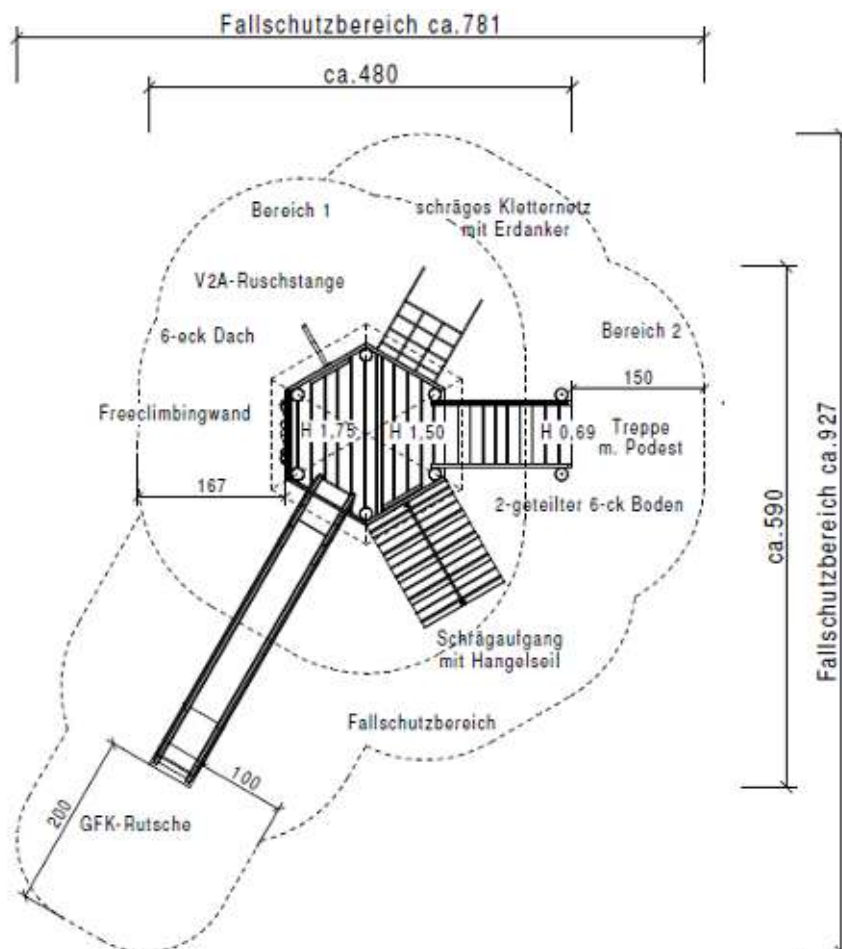 Fallschutzbereich ca.781
ca.480
Bereich 1
schräges Kletternetz
mit Erdanker
V2A-Ruschstange
6-eck Dach
Bereich 2
150
Freeclimbingwand
H 1,75
H 1,50
H 0,69
Treppe
m. Podest
167
2-geteilter 6-ck Boden
ca.590
Fallschutzbereich ca.927
Schrägaufgang
mit Hangelseil
Fallschutzbereich
100
200
GFK-Rutsche